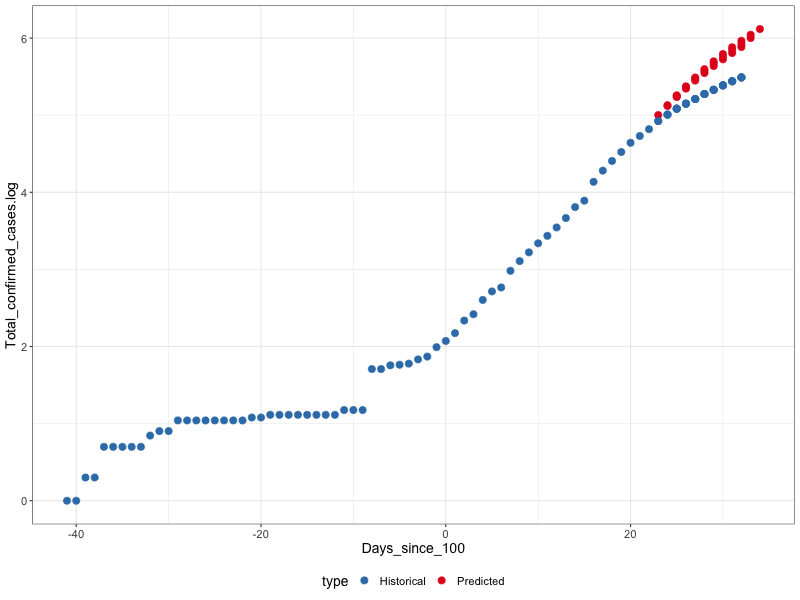 Total_confirmed_cases.log
6
4
2
0
-40 -20 0 20
Days_since_100
type Historical Predicted